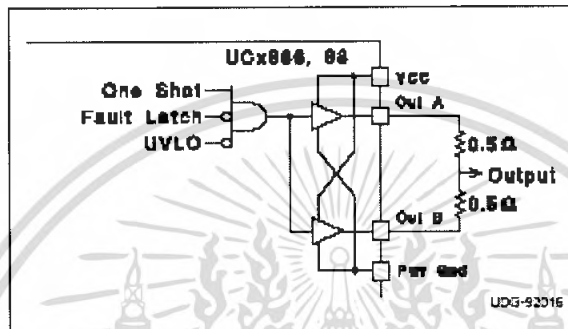 UCx866, 68
VCC
One Shot
Out A
Fault Latch
0.5Ω
UVLO
Output
0.5Ω
Out B
Pwr Gnd
UDG-92016